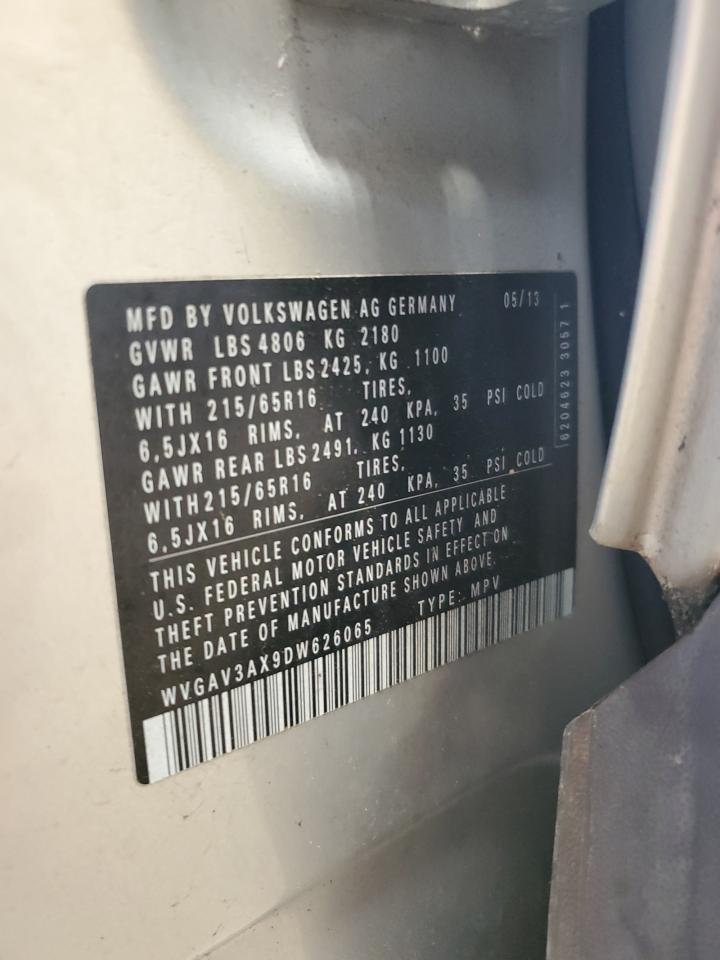 MFD BY VOLKSWAGEN AG GERMANY 05/13
GVWR LBS 4806 KG 2180
GAWR FRONT LBS 2425, KG 1100
WITH 215/65R16 TIRES,
6,5JX16 RIMS, AT 240 KPA, 35 PSI COLD
GAWR REAR LBS 2491, KG 1130
WITH 215/65R16 TIRES,
6,5JX16 RIMS, AT 240 KPA, 35 PSI COLD
THIS VEHICLE CONFORMS TO ALL APPLICABLE
U.S. FEDERAL MOTOR VEHICLE SAFETY AND
THEFT PREVENTION STANDARDS IN EFFECT ON
THE DATE OF MANUFACTURE SHOWN ABOVE.
WVGAV3AX9DW626065 TYPE: MPV
6204623 3057 1